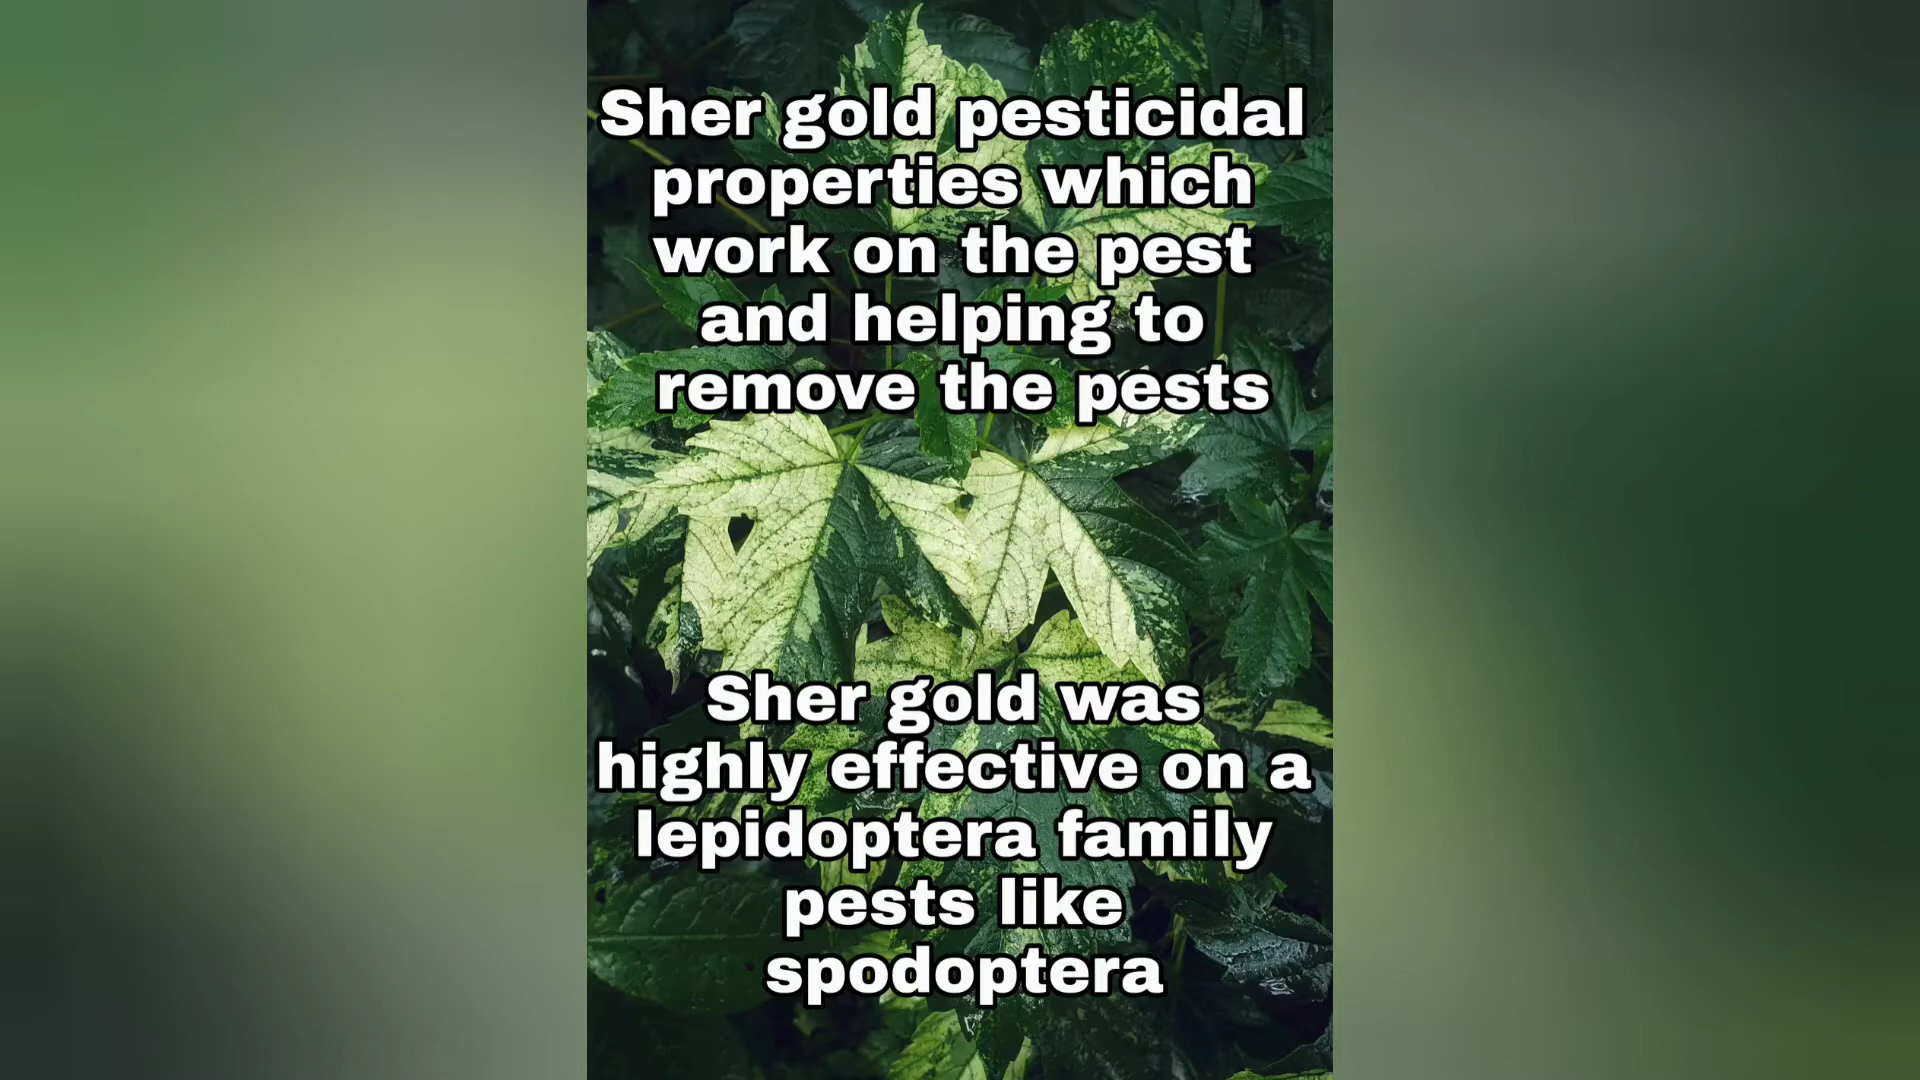 Sher gold pesticidal
properties which
work on the pest
and helping to
remove the pests
Sher gold was
highly effective on a
lepidoptera family
pests like
spodoptera